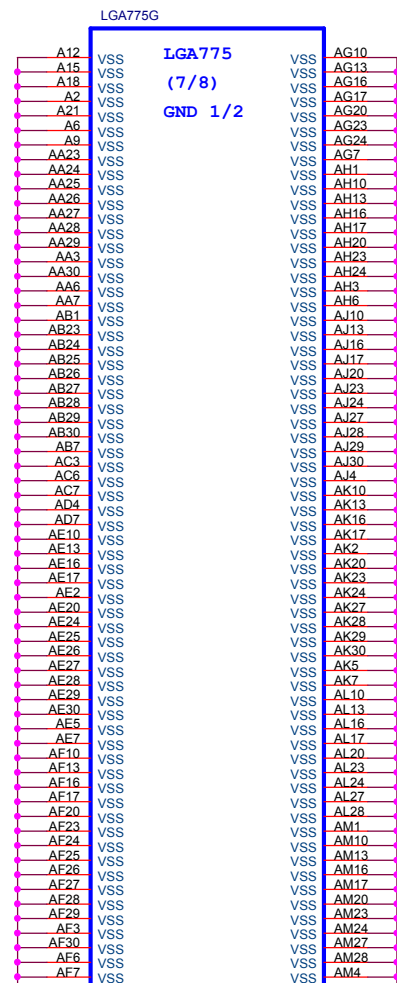 LGA775G
A12 VSS LGA775 VSS AG10
A15 VSS VSS AG13
A18 VSS (7/8) VSS AG16
A2 VSS VSS AG17
A21 VSS GND 1/2 VSS AG20
A6 VSS VSS AG23
A9 VSS VSS AG24
AA23 VSS VSS AG7
AA24 VSS VSS AH1
AA25 VSS VSS AH10
AA26 VSS VSS AH13
AA27 VSS VSS AH16
AA28 VSS VSS AH17
AA29 VSS VSS AH20
AA3 VSS VSS AH23
AA30 VSS VSS AH24
AA6 VSS VSS AH3
AA7 VSS VSS AH6
AB1 VSS VSS AJ10
AB23 VSS VSS AJ13
AB24 VSS VSS AJ16
AB25 VSS VSS AJ17
AB26 VSS VSS AJ20
AB27 VSS VSS AJ23
AB28 VSS VSS AJ24
AB29 VSS VSS AJ27
AB30 VSS VSS AJ28
AB7 VSS VSS AJ29
AC3 VSS VSS AJ30
AC6 VSS VSS AJ4
AC7 VSS VSS AK10
AD4 VSS VSS AK13
AD7 VSS VSS AK16
AE10 VSS VSS AK17
AE13 VSS VSS AK2
AE16 VSS VSS AK20
AE17 VSS VSS AK23
AE2 VSS VSS AK24
AE20 VSS VSS AK27
AE24 VSS VSS AK28
AE25 VSS VSS AK29
AE26 VSS VSS AK30
AE27 VSS VSS AK5
AE28 VSS VSS AK7
AE29 VSS VSS AL10
AE30 VSS VSS AL13
AE5 VSS VSS AL16
AE7 VSS VSS AL17
AF10 VSS VSS AL20
AF13 VSS VSS AL23
AF16 VSS VSS AL24
AF17 VSS VSS AL27
AF20 VSS VSS AL28
AF23 VSS VSS AM1
AF24 VSS VSS AM10
AF25 VSS VSS AM13
AF26 VSS VSS AM16
AF27 VSS VSS AM17
AF28 VSS VSS AM20
AF29 VSS VSS AM23
AF3 VSS VSS AM24
AF30 VSS VSS AM27
AF6 VSS VSS AM28
AF7 VSS VSS AM4